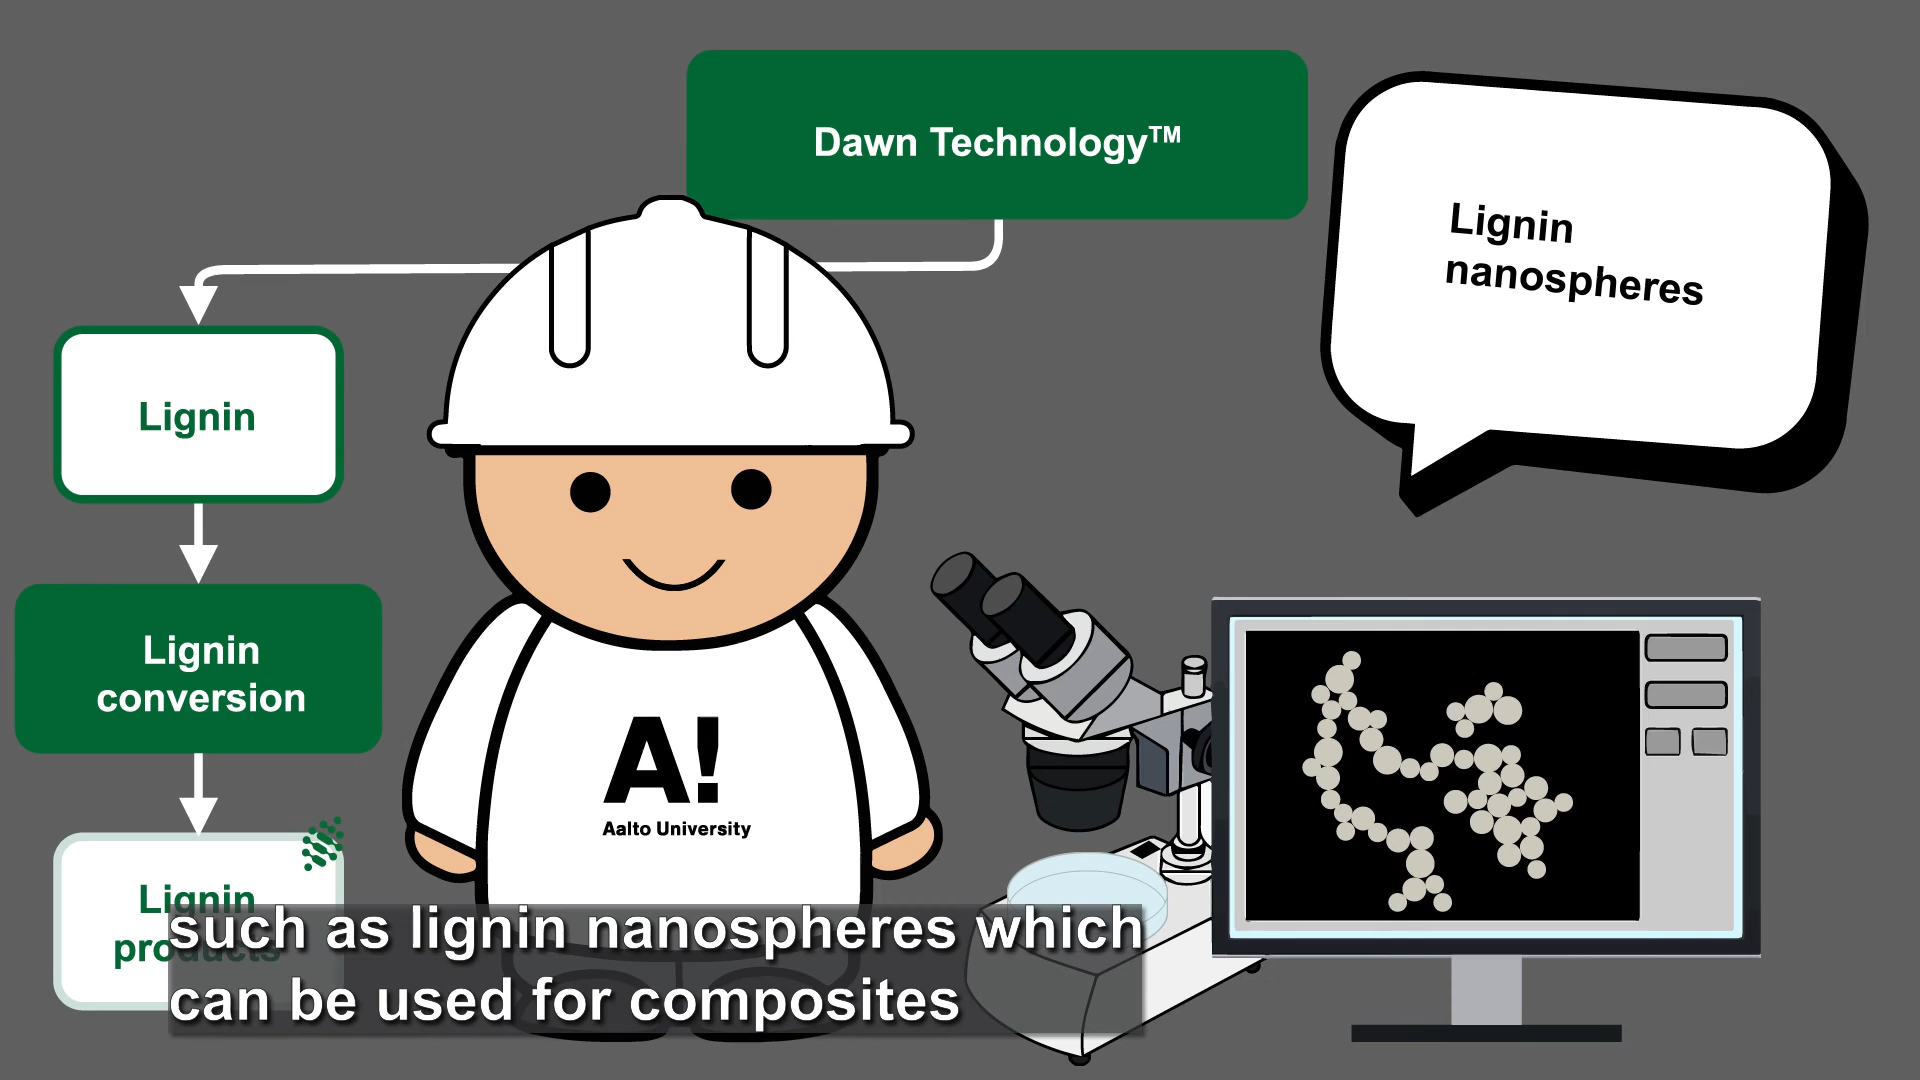 Dawn Technology™
Lignin
nanospheres
Lignin
Lignin
conversion
Lignin
products
A!
Aalto University
such as lignin nanospheres which
can be used for composites